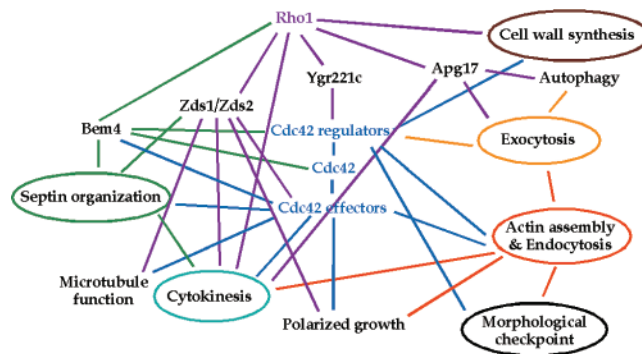 Rho1
Cell wall synthesis
Ygr221c
Apg17
Autophagy
Zds1/Zds2
Bem4
Cdc42 regulators
Exocytosis
Cdc42
Septin organization
Cdc42 effectors
Actin assembly
& Endocytosis
Microtubule
function
Cytokinesis
Polarized growth
Morphological
checkpoint